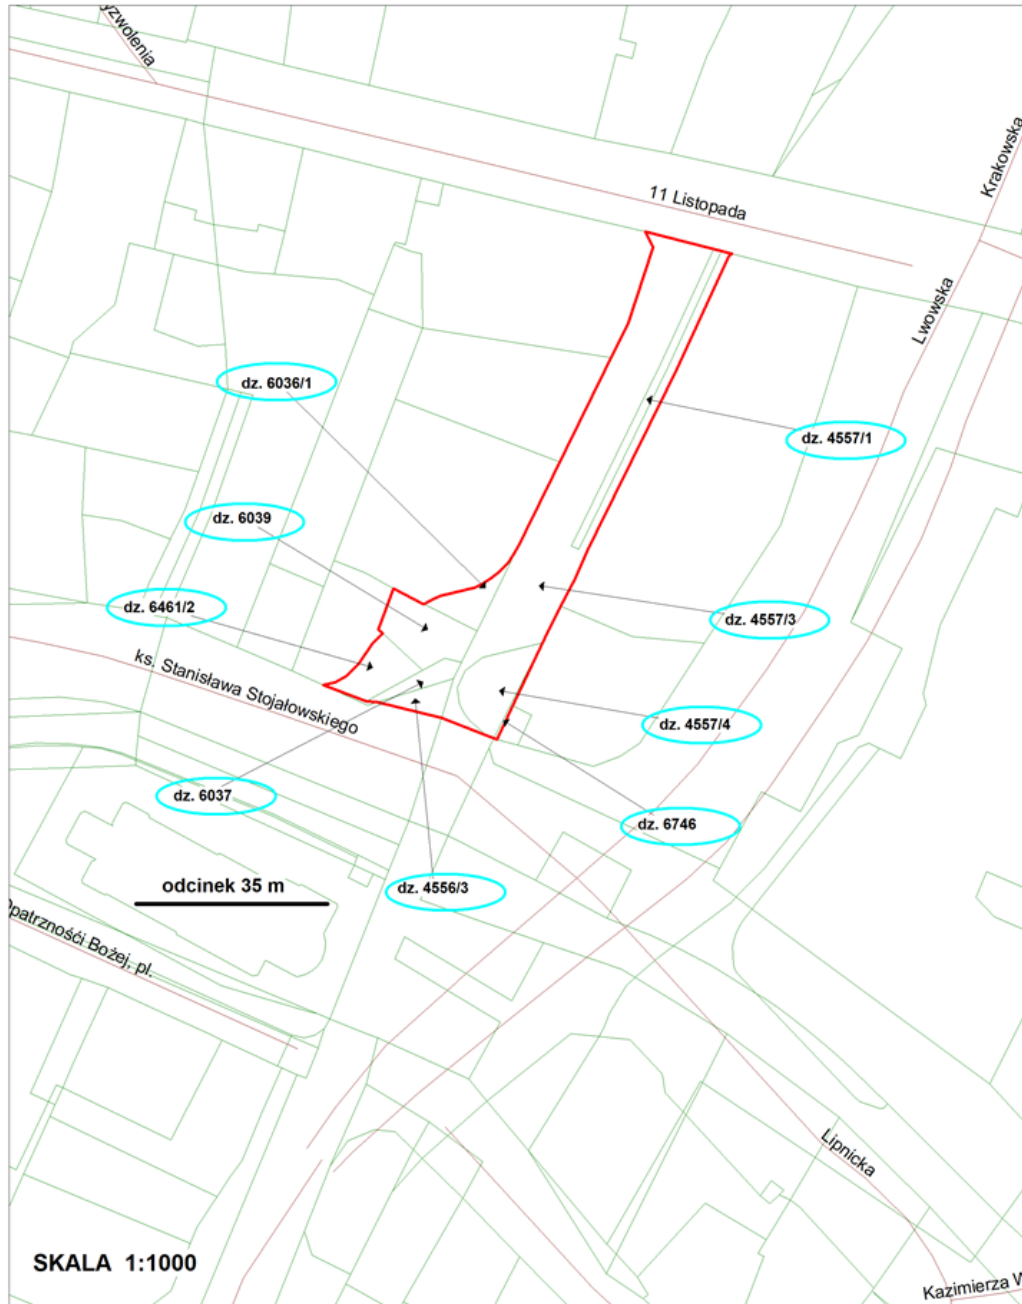 yzwolenia
11 Listopada
Krakowska
Lwowska
dz. 6036/1
dz. 4557/1
dz. 6039
dz. 6461/2
dz. 4557/3
ks. Stanisława Stojałowskiego
dz. 4557/4
dz. 6037
dz. 6746
odcinek 35 m
dz. 4556/3
Opatrzności Bożej, pl.
Lipnicka
SKALA 1:1000
Kazimierza W